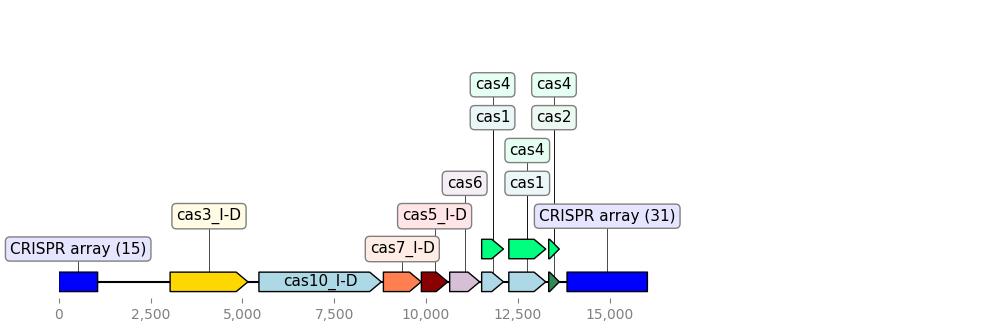 cas4 cas4
cas1 cas2
cas4
cas6 cas1
cas3_I-D cas5_I-D CRISPR array (31)
CRISPR array (15) cas7_I-D
cas10_I-D
0 2,500 5,000 7,500 10,000 12,500 15,000